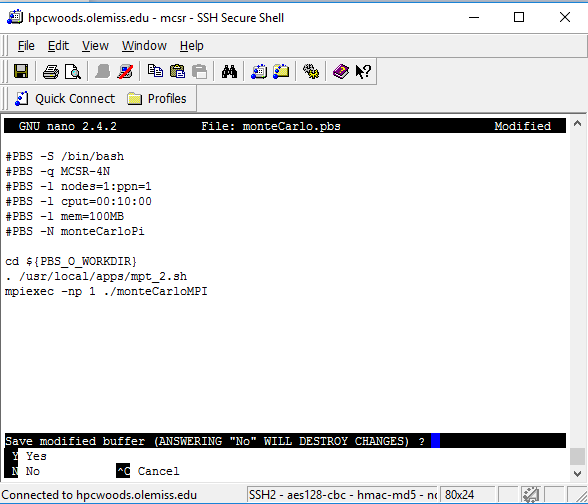 hpcwoods.olemiss.edu - mcsr - SSH Secure Shell
File Edit View Window Help
Quick Connect Profiles
GNU nano 2.4.2 File: monteCarlo.pbs Modified
#PBS -S /bin/bash
#PBS -q MCSR-4N
#PBS -l nodes=1:ppn=1
#PBS -l cput=00:10:00
#PBS -l mem=100MB
#PBS -N monteCarloPi
cd ${PBS_O_WORKDIR}
. /usr/local/apps/mpt_2.sh
mpiexec -np 1 ./monteCarloMPI
Save modified buffer (ANSWERING "No" WILL DESTROY CHANGES) ?
Y Yes
N No ^C Cancel
Connected to hpcwoods.olemiss.edu SSH2 - aes128-cbc - hmac-md5 - no 80x24